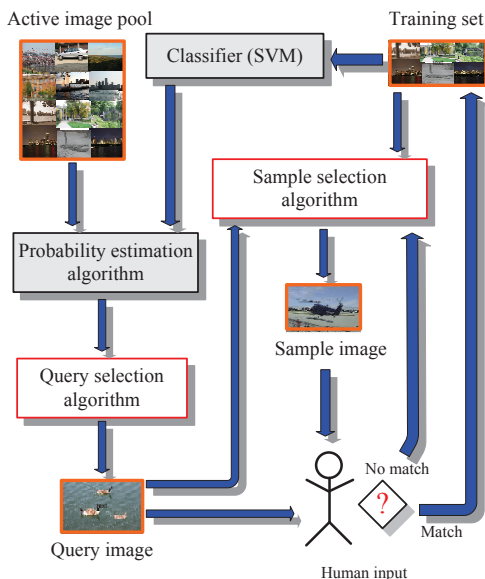 Active image pool
Training set
Classifier (SVM)
Sample selection
algorithm
Probability estimation
algorithm
Sample image
Query selection
algorithm
No match
?
Match
Query image
Human input